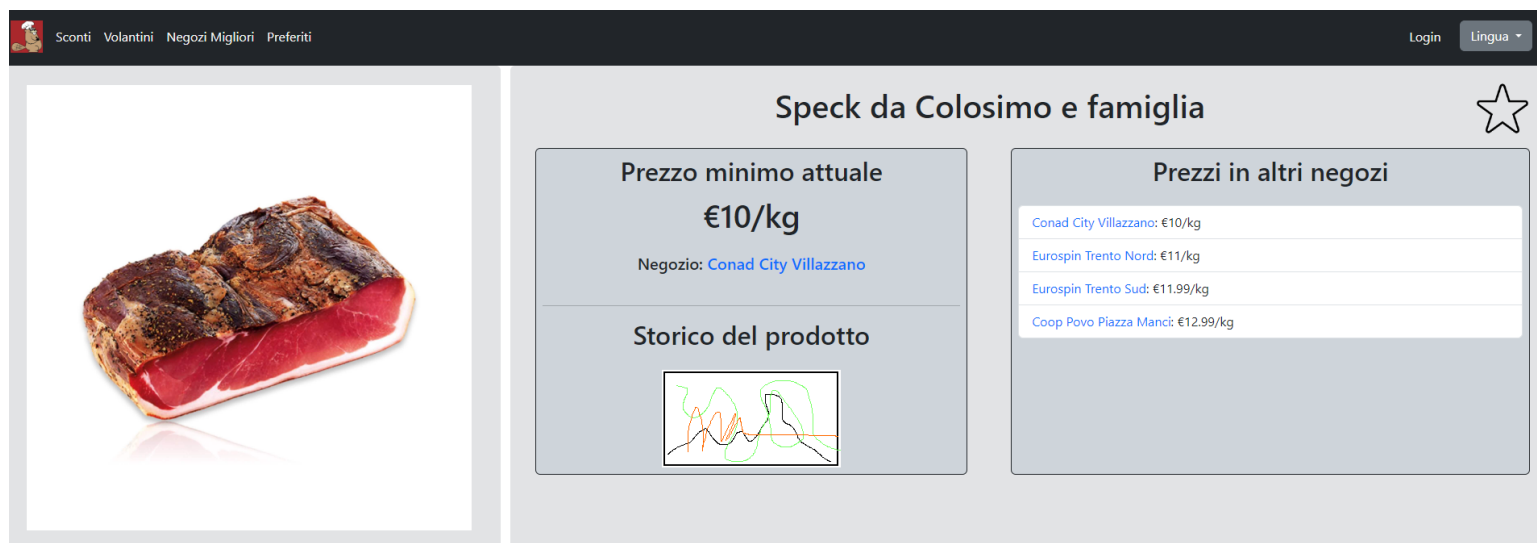 Sconti Volantini Negozi Migliori Preferiti Login Lingua
Speck da Colosimo e famiglia
Prezzo minimo attuale
€10/kg
Negozio: Conad City Villazzano
Storico del prodotto
Prezzi in altri negozi
Conad City Villazzano: €10/kg
Eurospin Trento Nord: €11/kg
Eurospin Trento Sud: €11.99/kg
Coop Povo Piazza Manci: €12.99/kg